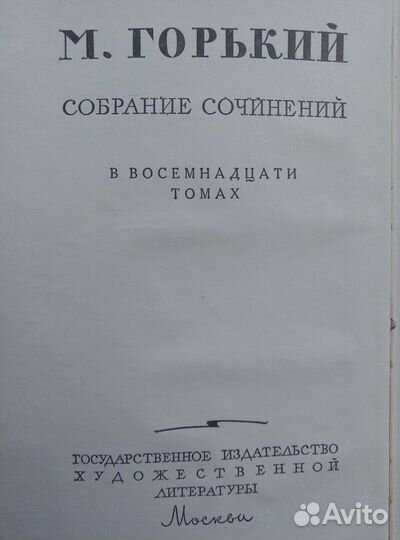 М. ГОРЬКИЙ
СОБРАНИЕ СОЧИНЕНИЙ
В ВОСЕМНАДЦАТИ
ТОМАХ
ГОСУДАРСТВЕННОЕ ИЗДАТЕЛЬСТВО
ХУДОЖЕСТВЕННОЙ
ЛИТЕРАТУРЫ
Москва
Avito